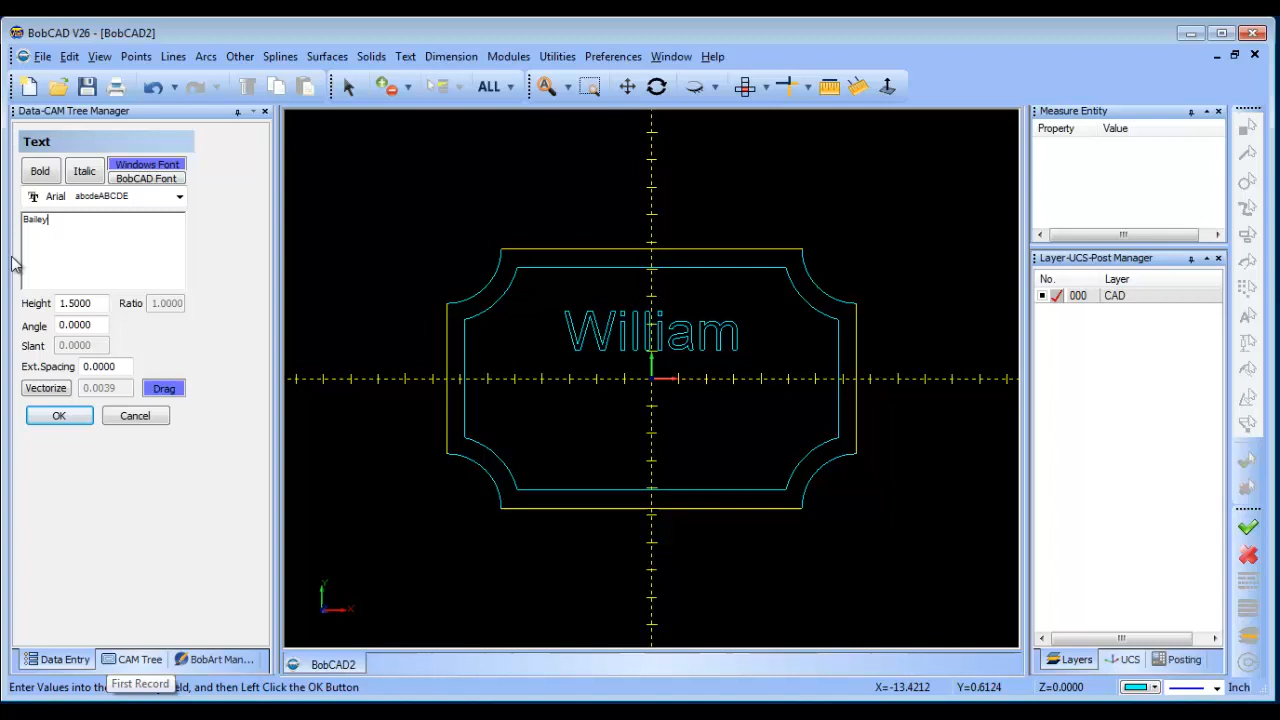 BobCAD V26 - [BobCAD2]
File Edit View Points Lines Arcs Other Splines Surfaces Solids Text Dimension Modules Utilities Preferences Window Help
ALL
Data-CAM Tree Manager
Text
Bold Italic Windows Font
BobCAD Font
Arial abcdeABCDE
Bailey
Height 1.5000 Ratio 1.0000
Angle 0.0000
Slant 0.0000
Ext.Spacing 0.0000
Vectorize 0.0039 Drag
OK Cancel
William
Y
X
Measure Entity
Property Value
Layer-UCS-Post Manager
No. Layer
000 CAD
Data Entry CAM Tree BobArt Man...
BobCAD2
Layers UCS Posting
First Record
Enter Values into the field, and then Left Click the OK Button
X=-13.4212 Y=0.6124 Z=0.0000 Inch